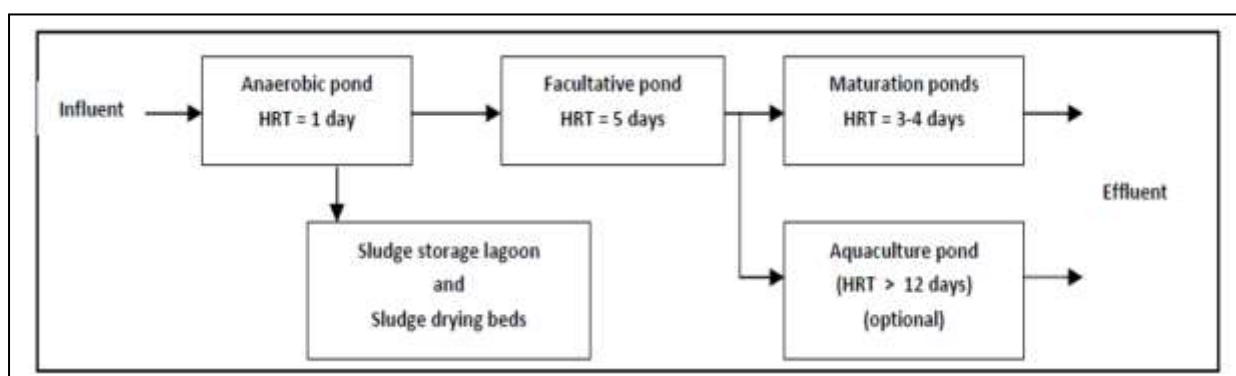 Influent
Anaerobic pond
HRT = 1 day
Facultative pond
HRT = 5 days
Maturation ponds
HRT = 3-4 days
Sludge storage lagoon
and
Sludge drying beds
Aquaculture pond
(HRT > 12 days)
(optional)
Effluent